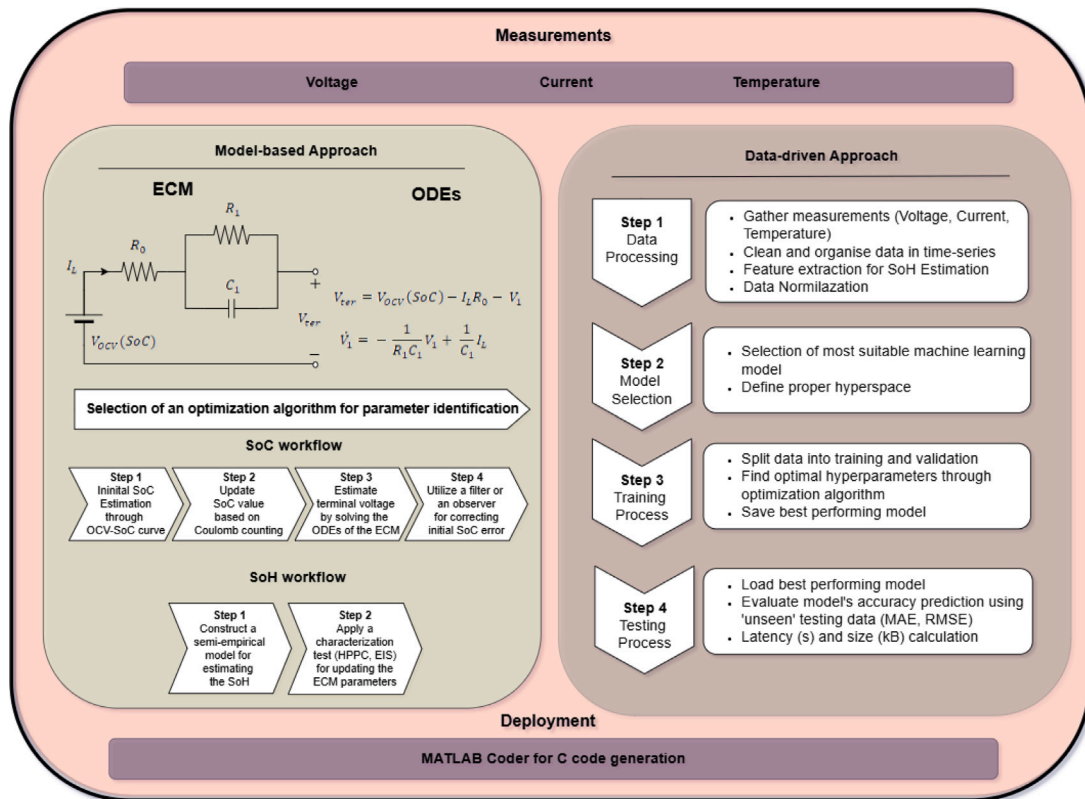 Measurements
Voltage Current Temperature
Model-based Approach
ECM ODEs
R₁
R₀
I_L
C₁
+
V_ter
−
V_OCV(SoC)
V_ter = V_OCV(SoC) − I_L R₀ − V₁
V̇₁ = − 1/(R₁C₁) V₁ + 1/C₁ I_L
Selection of an optimization algorithm for parameter identification
SoC workflow
Step 1
Ininital SoC
Estimation
through
OCV-SoC curve
Step 2
Update
SoC value
based on
Coulomb counting
Step 3
Estimate
terminal voltage
by solving the
ODEs of the ECM
Step 4
Utilize a filter or
an observer
for correcting
initial SoC error
SoH workflow
Step 1
Construct a
semi-empirical
model for
estimating
the SoH
Step 2
Apply a
characterization
test (HPPC, EIS)
for updating the
ECM parameters
Data-driven Approach
Step 1
Data
Processing
• Gather measurements (Voltage, Current,
Temperature)
• Clean and organise data in time-series
• Feature extraction for SoH Estimation
• Data Normilazation
Step 2
Model
Selection
• Selection of most suitable machine learning
model
• Define proper hyperspace
Step 3
Training
Process
• Split data into training and validation
• Find optimal hyperparameters through
optimization algorithm
• Save best performing model
Step 4
Testing
Process
• Load best performing model
• Evaluate model's accuracy prediction using
'unseen' testing data (MAE, RMSE)
• Latency (s) and size (kB) calculation
Deployment
MATLAB Coder for C code generation